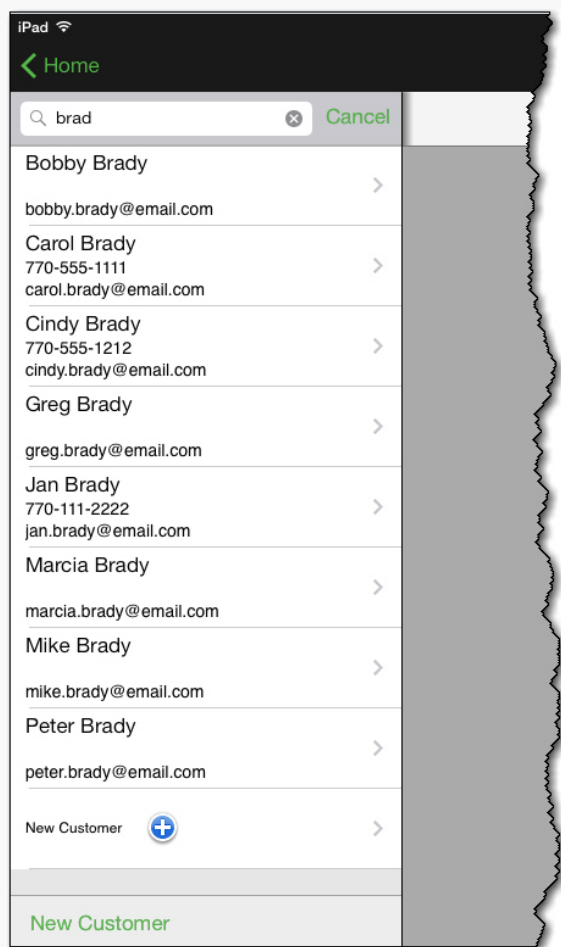 iPad
Home
brad
Cancel
Bobby Brady
bobby.brady@email.com
Carol Brady
770-555-1111
carol.brady@email.com
Cindy Brady
770-555-1212
cindy.brady@email.com
Greg Brady
greg.brady@email.com
Jan Brady
770-111-2222
jan.brady@email.com
Marcia Brady
marcia.brady@email.com
Mike Brady
mike.brady@email.com
Peter Brady
peter.brady@email.com
New Customer
New Customer